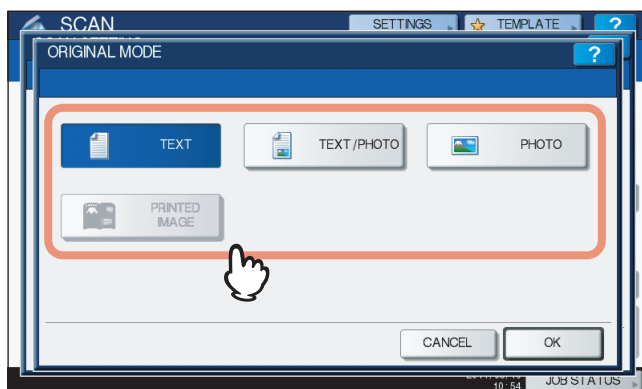 SCAN
SETTINGS
TEMPLATE
?
ORIGINAL MODE
?
TEXT
TEXT/PHOTO
PHOTO
PRINTED
IMAGE
CANCEL
OK
10:54
JOB STATUS